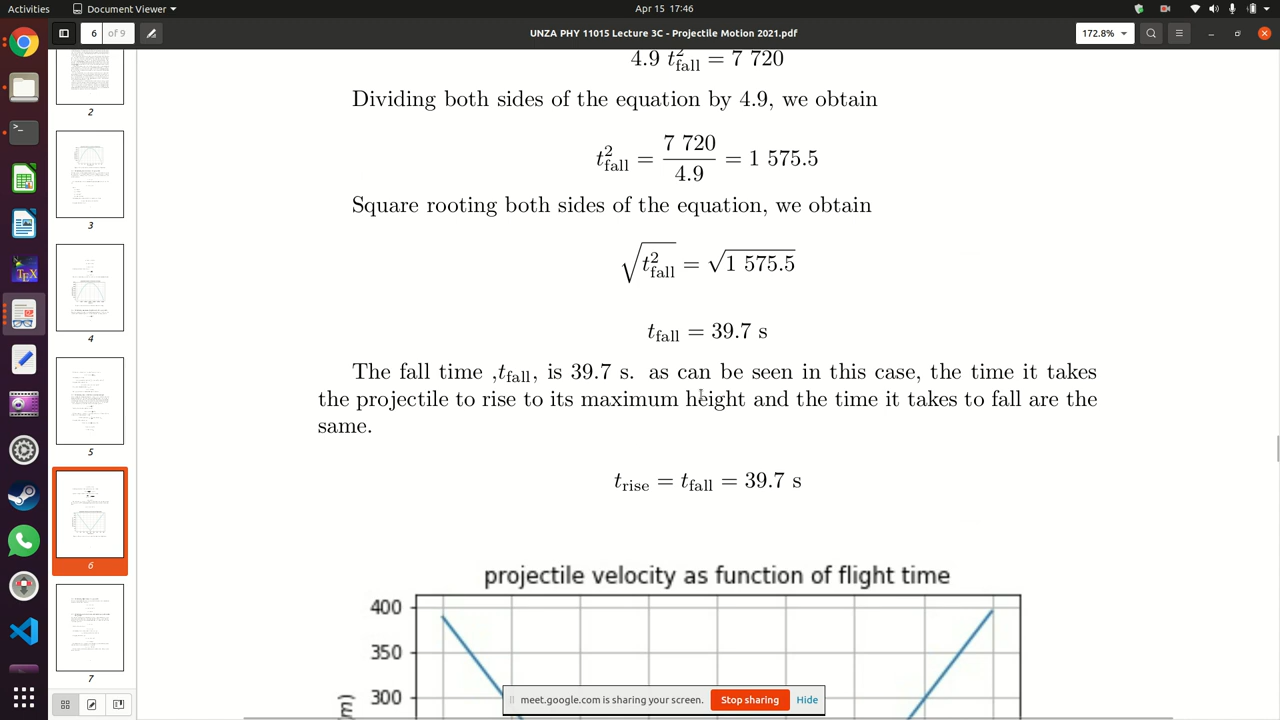 Activities
Document Viewer
Apr 15 17:46
6 of 9
UNZA PHY 11015 Lecture 3C - Projectile Motion 2021.pdf
172.8%
2
3
4
5
6
7
4.9 t²fall = 7 720
Dividing both sides of the equation by 4.9, we obtain
t²fall = 7 720 / 4.9 = 1 575.5
Square rooting both sides of the equation, we obtain
√t²fall = √1 575.5
tfall = 39.7 s
The fall time ,tfall, is 39.7 s. as can be seen in this case, the time it takes
the projectile to rise to its maximum height and the time it takes to fall are the
same.
trise = tfall = 39.7 s
projectile velocity as function of flight time
400
350
300
m)
meet.google.com is sharing your screen. Stop sharing Hide